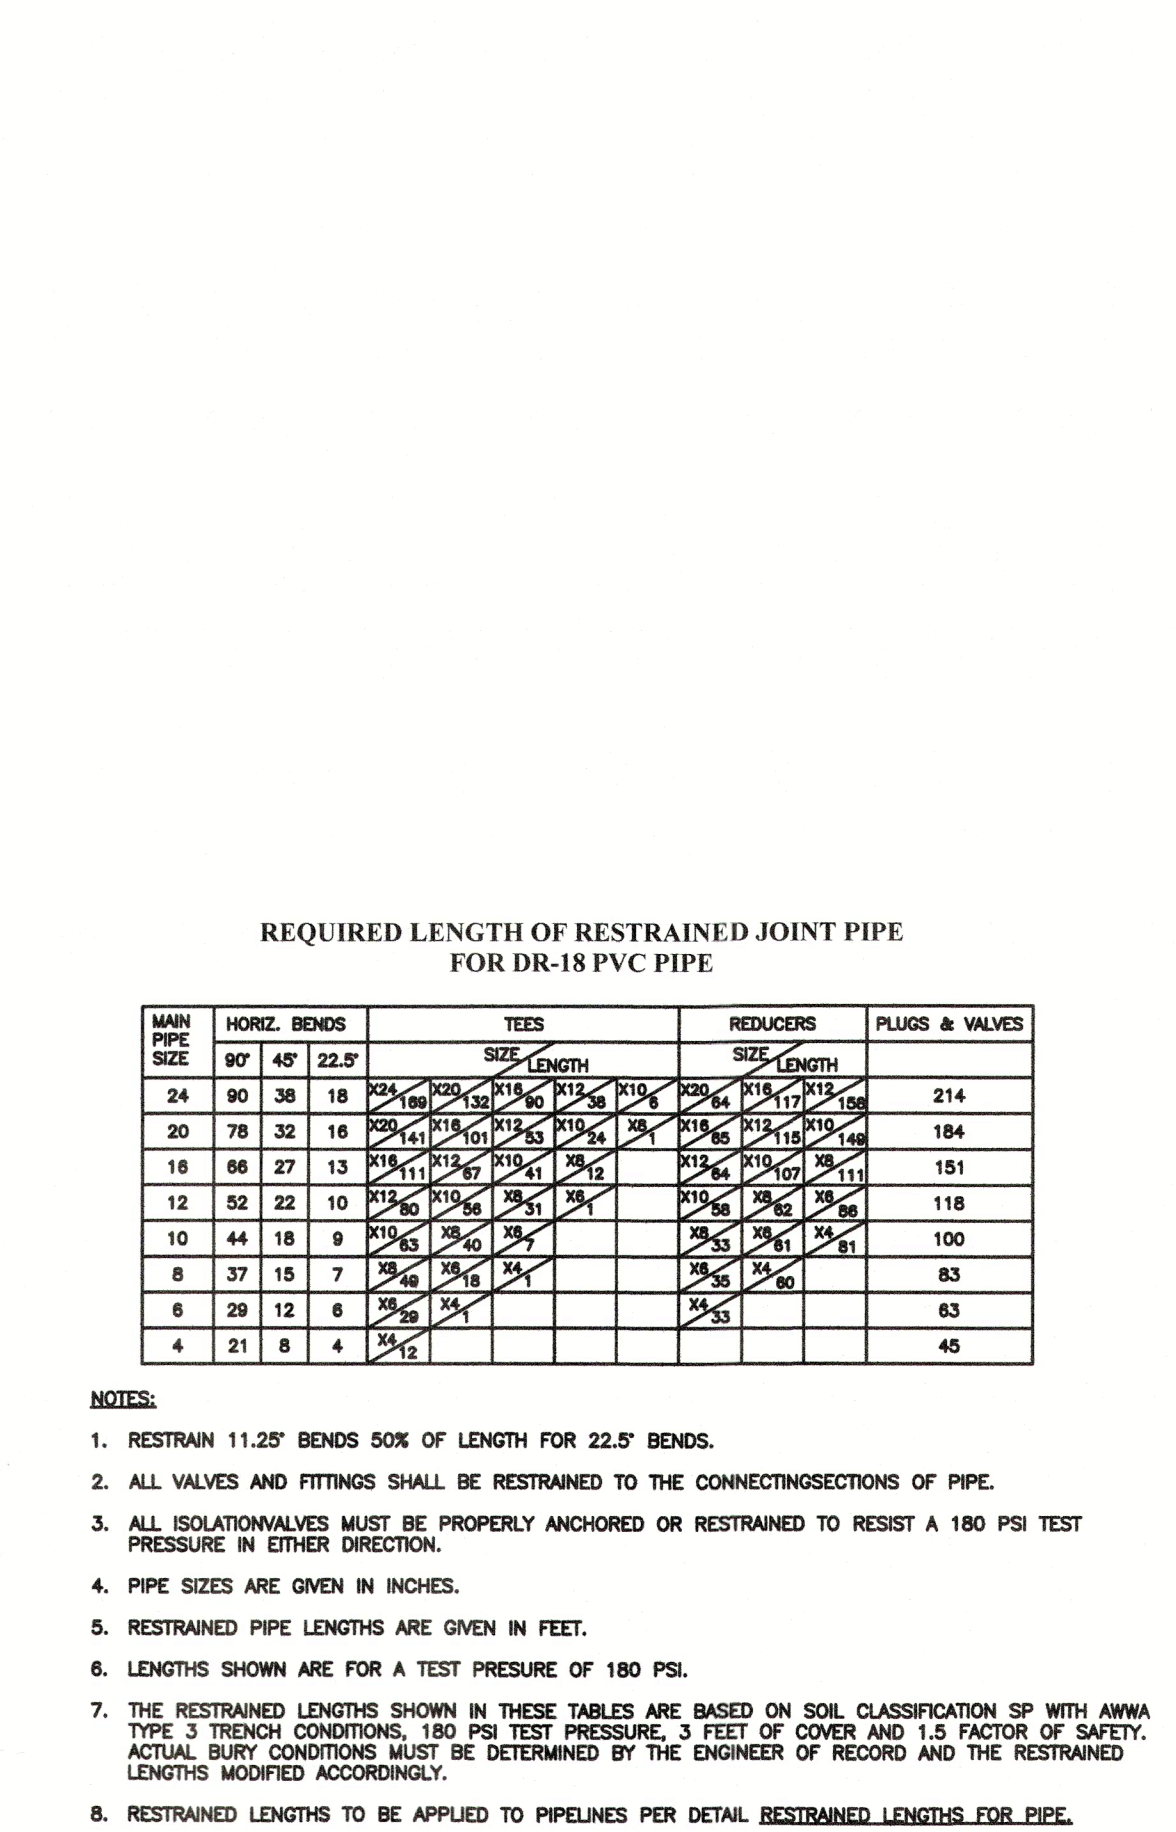 REQUIRED LENGTH OF RESTRAINED JOINT PIPE
FOR DR-18 PVC PIPE
MAIN PIPE SIZE HORIZ. BENDS TEES REDUCERS PLUGS & VALVES
90° 45° 22.5° SIZE LENGTH SIZE LENGTH
24 90 38 18 X24 169 X20 132 X16 90 X12 38 X10 6 X20 64 X16 117 X12 158 214
20 78 32 16 X20 141 X16 101 X12 53 X10 24 X8 1 X16 65 X12 115 X10 149 184
16 66 27 13 X16 111 X12 67 X10 41 X8 12 X12 64 X10 107 X8 111 151
12 52 22 10 X12 80 X10 56 X8 31 X6 1 X10 58 X8 62 X6 86 118
10 44 18 9 X10 63 X8 40 X6 7 X8 33 X6 61 X4 81 100
8 37 15 7 X8 49 X6 18 X4 1 X6 35 X4 60 83
6 29 12 6 X6 29 X4 1 X4 33 63
4 21 8 4 X4 12 45
NOTES:
1. RESTRAIN 11.25° BENDS 50% OF LENGTH FOR 22.5° BENDS.
2. ALL VALVES AND FITTINGS SHALL BE RESTRAINED TO THE CONNECTINGSECTIONS OF PIPE.
3. ALL ISOLATIONVALVES MUST BE PROPERLY ANCHORED OR RESTRAINED TO RESIST A 180 PSI TEST
PRESSURE IN EITHER DIRECTION.
4. PIPE SIZES ARE GIVEN IN INCHES.
5. RESTRAINED PIPE LENGTHS ARE GIVEN IN FEET.
6. LENGTHS SHOWN ARE FOR A TEST PRESURE OF 180 PSI.
7. THE RESTRAINED LENGTHS SHOWN IN THESE TABLES ARE BASED ON SOIL CLASSIFICATION SP WITH AWWA
TYPE 3 TRENCH CONDITIONS, 180 PSI TEST PRESSURE, 3 FEET OF COVER AND 1.5 FACTOR OF SAFETY.
ACTUAL BURY CONDITIONS MUST BE DETERMINED BY THE ENGINEER OF RECORD AND THE RESTRAINED
LENGTHS MODIFIED ACCORDINGLY.
8. RESTRAINED LENGTHS TO BE APPLIED TO PIPELINES PER DETAIL RESTRAINED LENGTHS FOR PIPE.